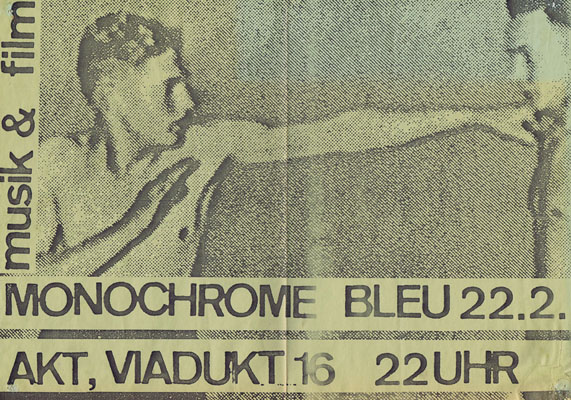 musik & film
MONOCHROME BLEU 22.2.
AKT, VIADUKT 16 22 UHR